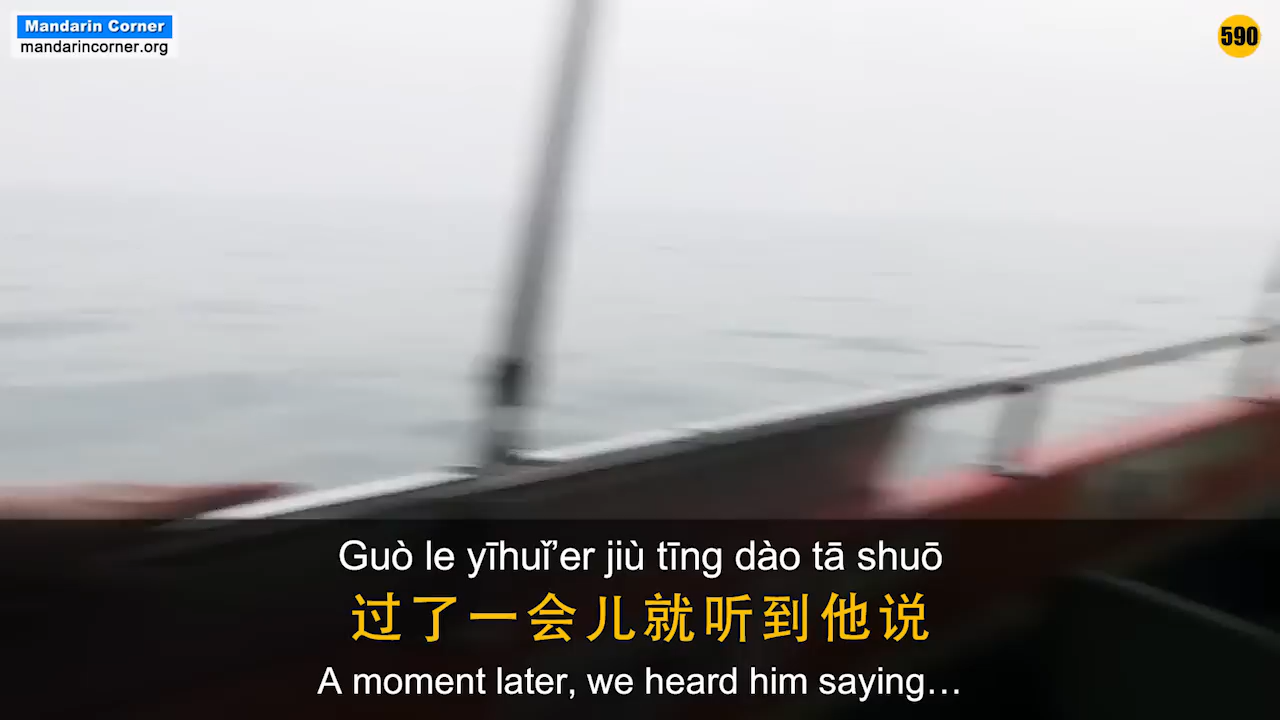 Mandarin Corner
mandarincorner.org
590
Guò le yīhuǐ’er jiù tīng dào tā shuō
过了一会儿就听到他说
A moment later, we heard him saying…